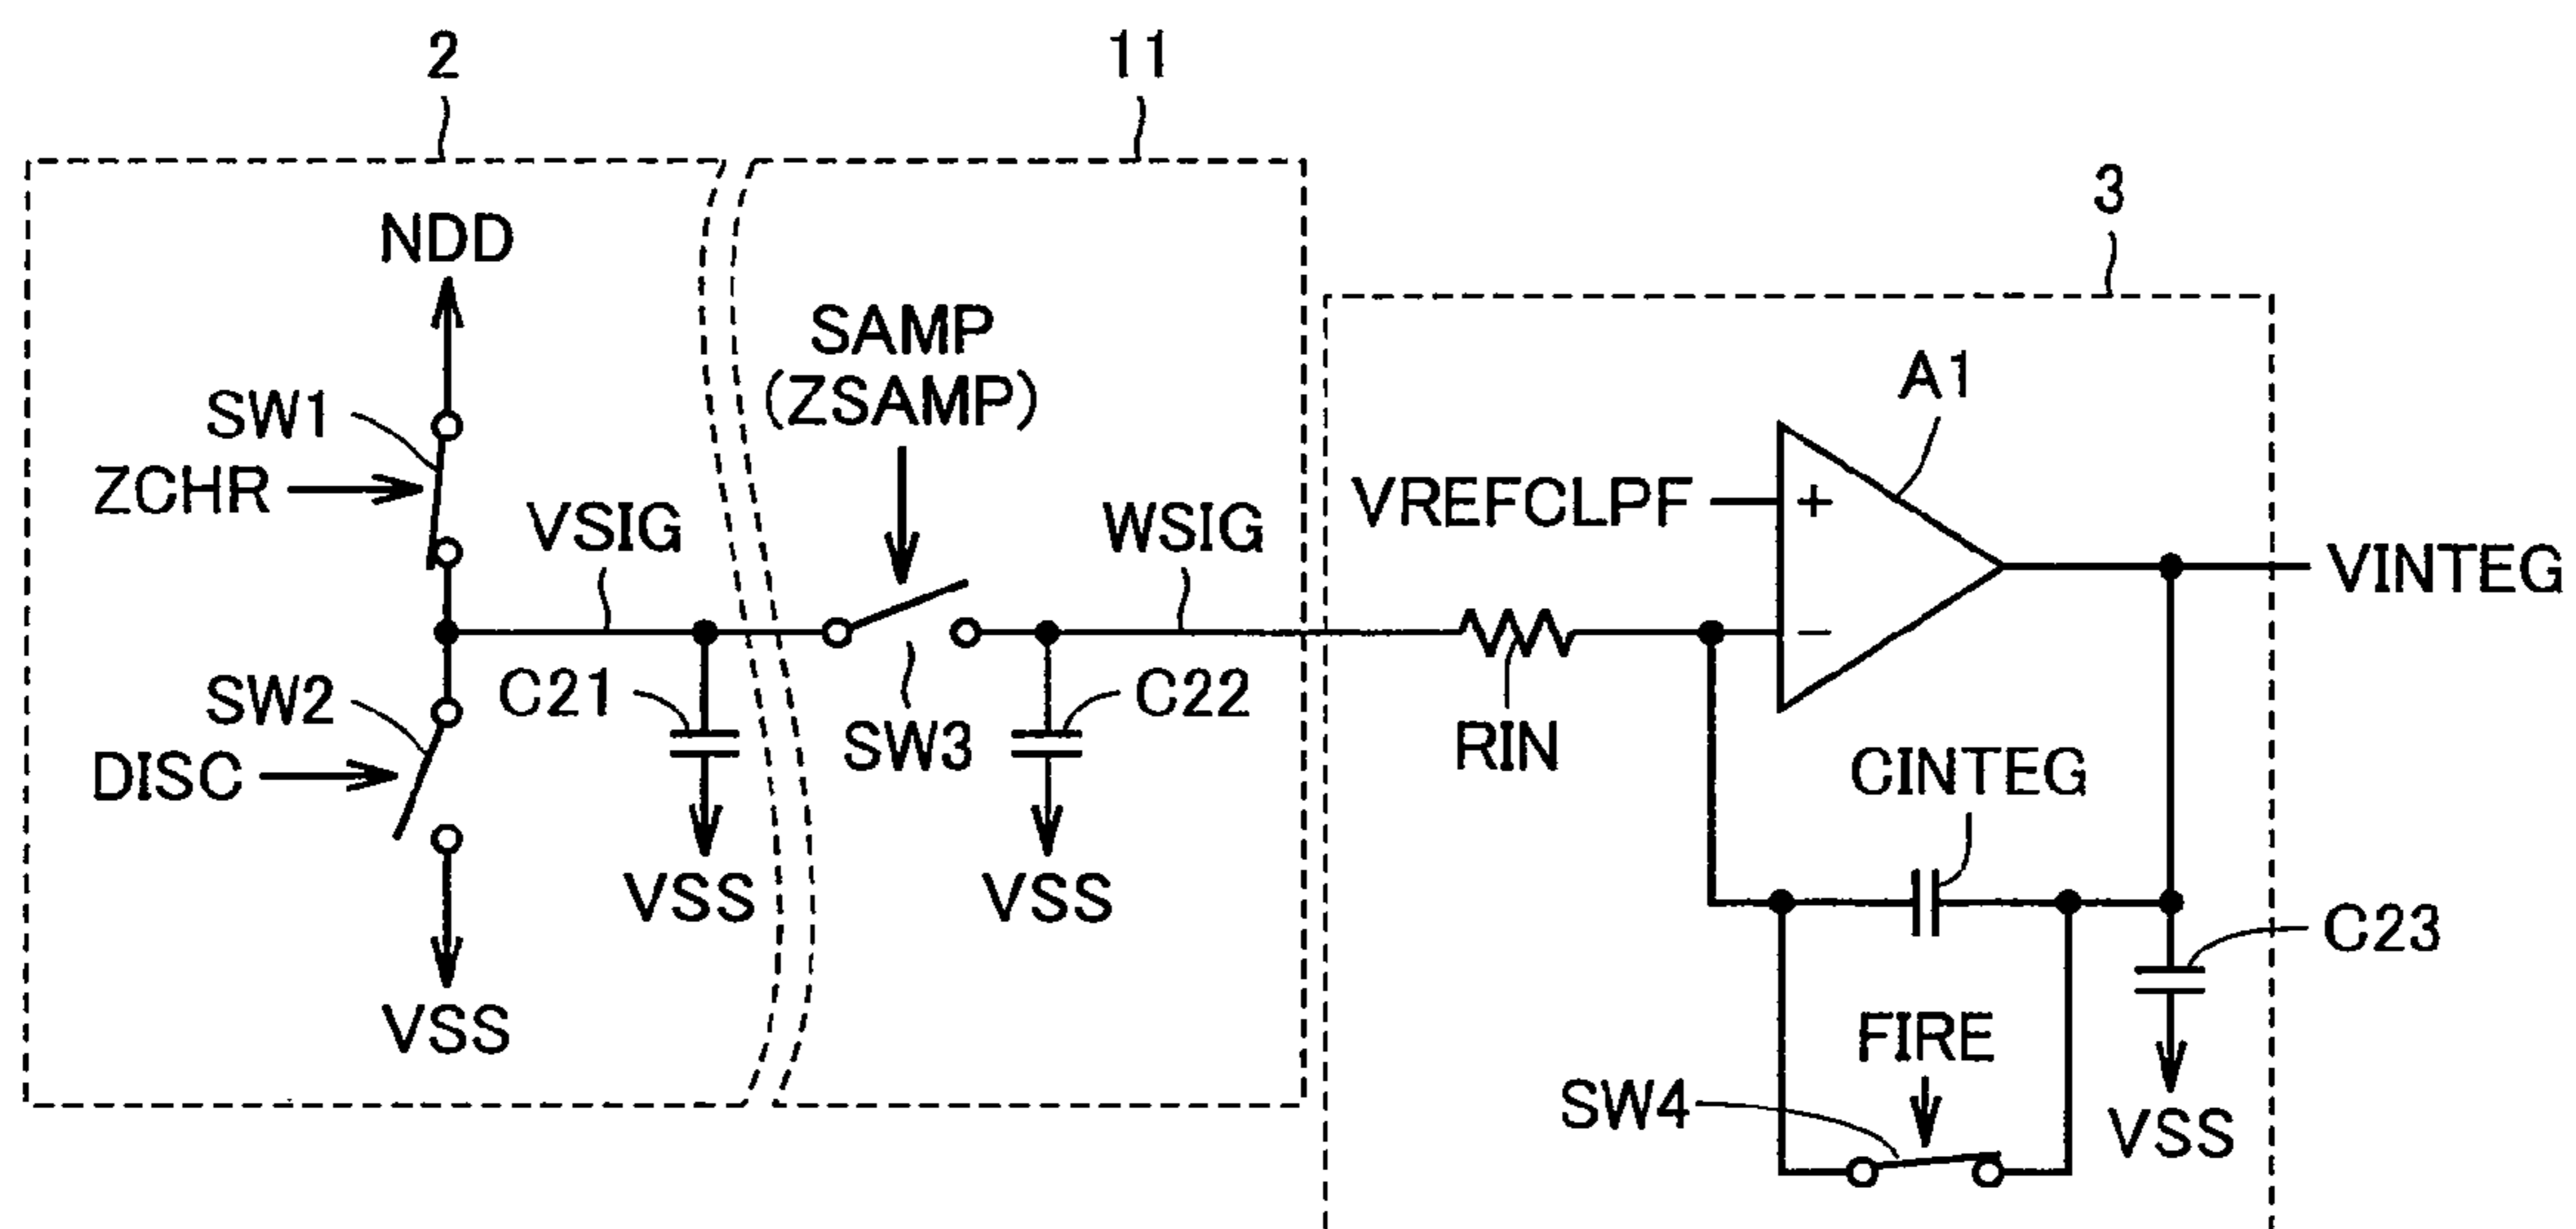 2
11
3
NDD
SAMP
(ZSAMP)
A1
SW1
ZCHR
VSIG
WSIG
VREFCLPF
+
−
VINTEG
SW2
C21
SW3
C22
RIN
DISC
CINTEG
VSS
VSS
C23
VSS
FIRE
SW4
VSS